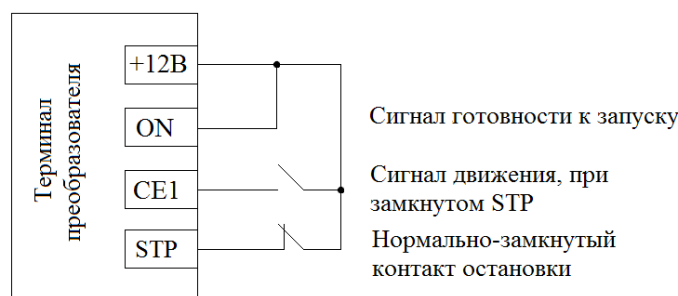 Терминал
преобразователя
+12В
ON
CE1
STP
Сигнал готовности к запуску
Сигнал движения, при
замкнутом STP
Нормально-замкнутый
контакт остановки